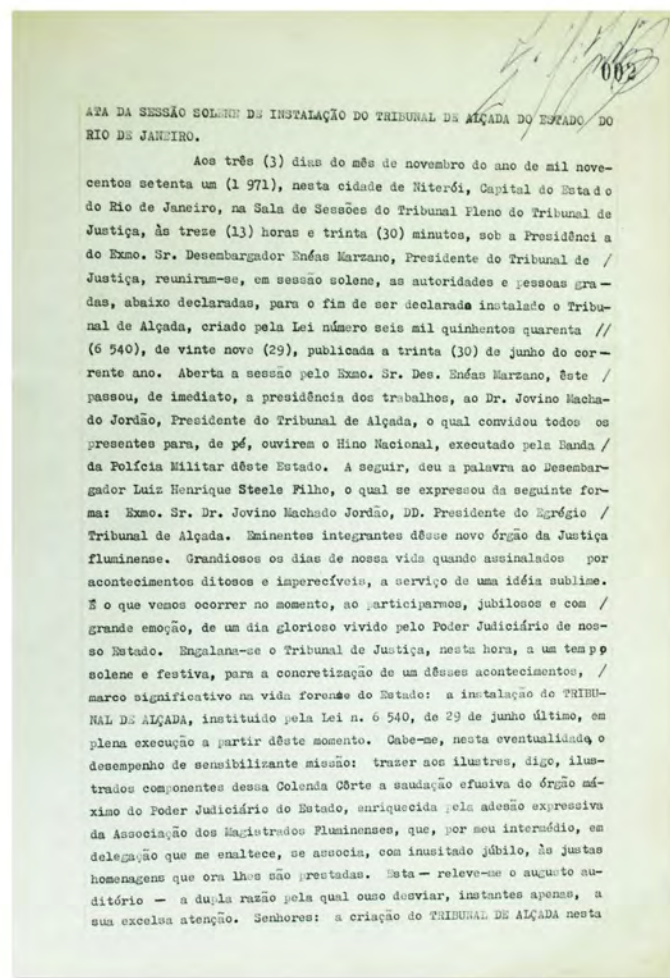 002
ATA DA SESSÃO SOLENE DE INSTALAÇÃO DO TRIBUNAL DE ALÇADA DO ESTADO DO
RIO DE JANEIRO.
Aos três (3) dias do mês de novembro do ano de mil nove-
centos setenta um (1 971), nesta cidade de Niterói, Capital do Estado
do Rio de Janeiro, na Sala de Sessões do Tribunal Pleno do Tribunal de
Justiça, às treze (13) horas e trinta (30) minutos, sob a Presidência
do Exmo. Sr. Desembargador Enéas Marzano, Presidente do Tribunal de /
Justiça, reuniram-se, em sessão solene, as autoridades e pessoas gra-
das, abaixo declaradas, para o fim de ser declarado instalado o Tribu-
nal de Alçada, criado pela Lei número seis mil quinhentos quarenta //
(6 540), de vinte nove (29), publicada a trinta (30) de junho do cor-
rente ano. Aberta a sessão pelo Exmo. Sr. Des. Enéas Marzano, êste /
passou, de imediato, a presidência dos trabalhos, ao Dr. Jovino Macha-
do Jordão, Presidente do Tribunal de Alçada, o qual convidou todos os
presentes para, de pé, ouvirem o Hino Nacional, executado pela Banda /
da Polícia Militar dêste Estado. A seguir, deu a palavra ao Desembar-
gador Luiz Henrique Steele Filho, o qual se expressou da seguinte for-
ma: Exmo. Sr. Dr. Jovino Machado Jordão, DD. Presidente do Egrégio /
Tribunal de Alçada. Eminentes integrantes dêsse novo órgão da Justiça
fluminense. Grandiosos os dias de nossa vida quando assinalados por
acontecimentos ditosos e imperecíveis, a serviço de uma idéia sublime.
É o que vemos ocorrer no momento, ao participarmos, jubilosos e com /
grande emoção, de um dia glorioso vivido pelo Poder Judiciário de nos-
so Estado. Engalana-se o Tribunal de Justiça, nesta hora, a um tempo
solene e festiva, para a concretização de um dêsses acontecimentos, /
marco significativo na vida forense do Estado: a instalação do TRIBU-
NAL DE ALÇADA, instituido pela Lei n. 6 540, de 29 de junho último, em
plena execução a partir dêste momento. Cabe-me, nesta eventualidade, o
desempenho de sensibilizante missão: trazer aos ilustres, digo, ilus-
trados componentes dessa Colenda Côrte a saudação efusiva do órgão má-
ximo do Poder Judiciário do Estado, enriquecida pela adesão expressiva
da Associação dos Magistrados Fluminenses, que, por meu intermédio, em
delegação que me enaltece, se associa, com inusitado júbilo, às justas
homenagens que ora lhes são prestadas. Esta — releve-me o augusto au-
ditório — a dupla razão pela qual ouso desviar, instantes apenas, a
sua excelsa atenção. Senhores: a criação do TRIBUNAL DE ALÇADA nesta